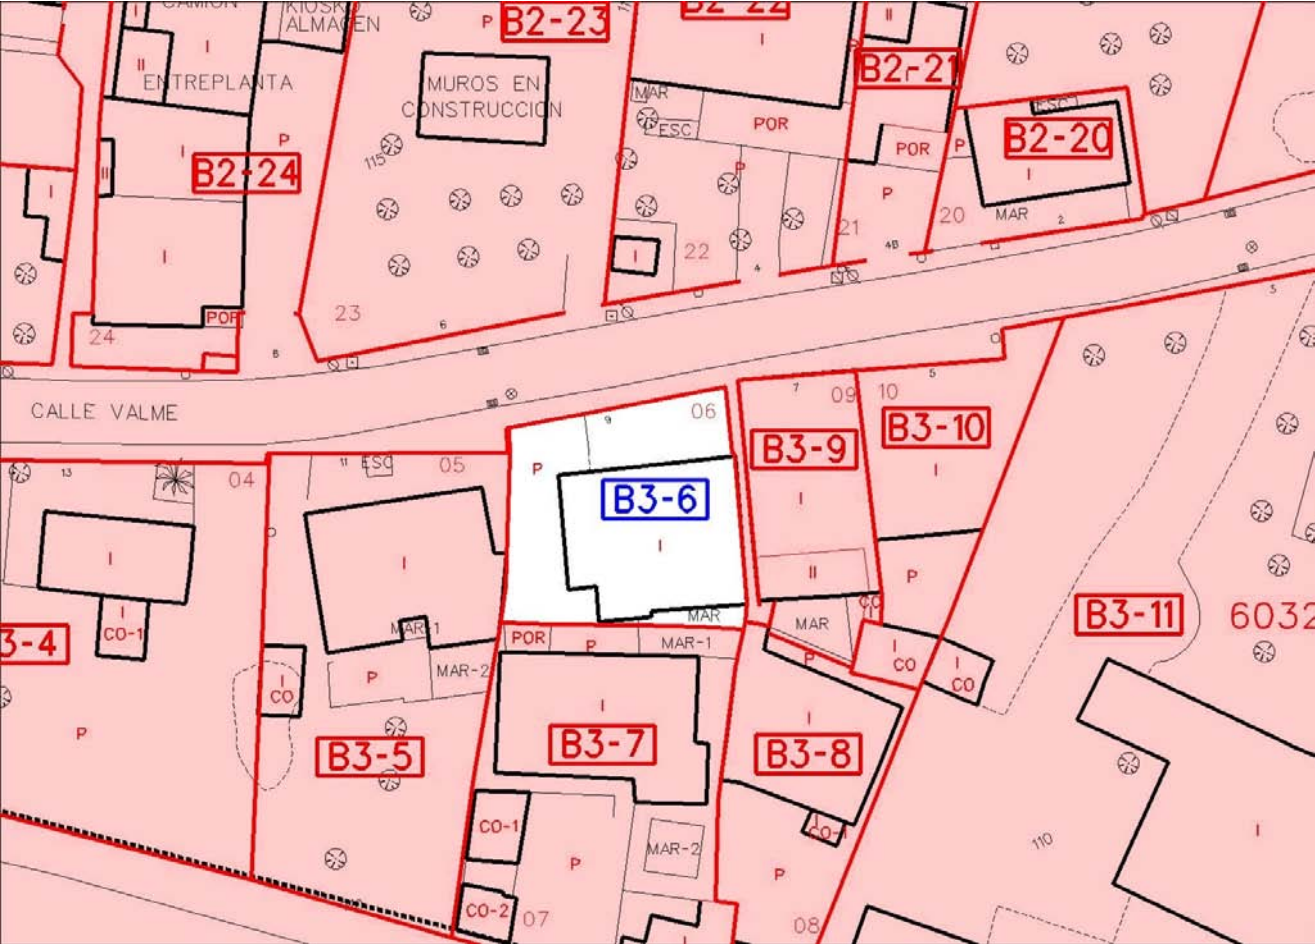 CAMION
KIOSKO
ALMACEN
I
II
I
ENTREPLANTA
P
B2-23
MUROS EN
CONSTRUCCION
115
B2-22
I
MAR
ESC
POR
P
II
P
B2-21
POR
P
P
ESC
B2-20
I
MAR
2
20
21
4B
4
22
I
I
II
I
P
B2-24
I
I
POR
24
8
23
6
CALLE VALME
13
04
I
I
CO-1
3-4
P
11
ESC
05
I
MAR-1
MAR-2
P
I
CO
B3-5
9
06
P
B3-6
I
MAR
7
09
B3-9
I
II
MAR
CO
I
10
5
B3-10
I
P
5
B3-11
6032
I
CO
I
CO
POR
P
MAR-1
I
B3-7
CO-1
CO-2
P
07
MAR-2
I
P
I
B3-8
I
CO-1
P
08
110
I